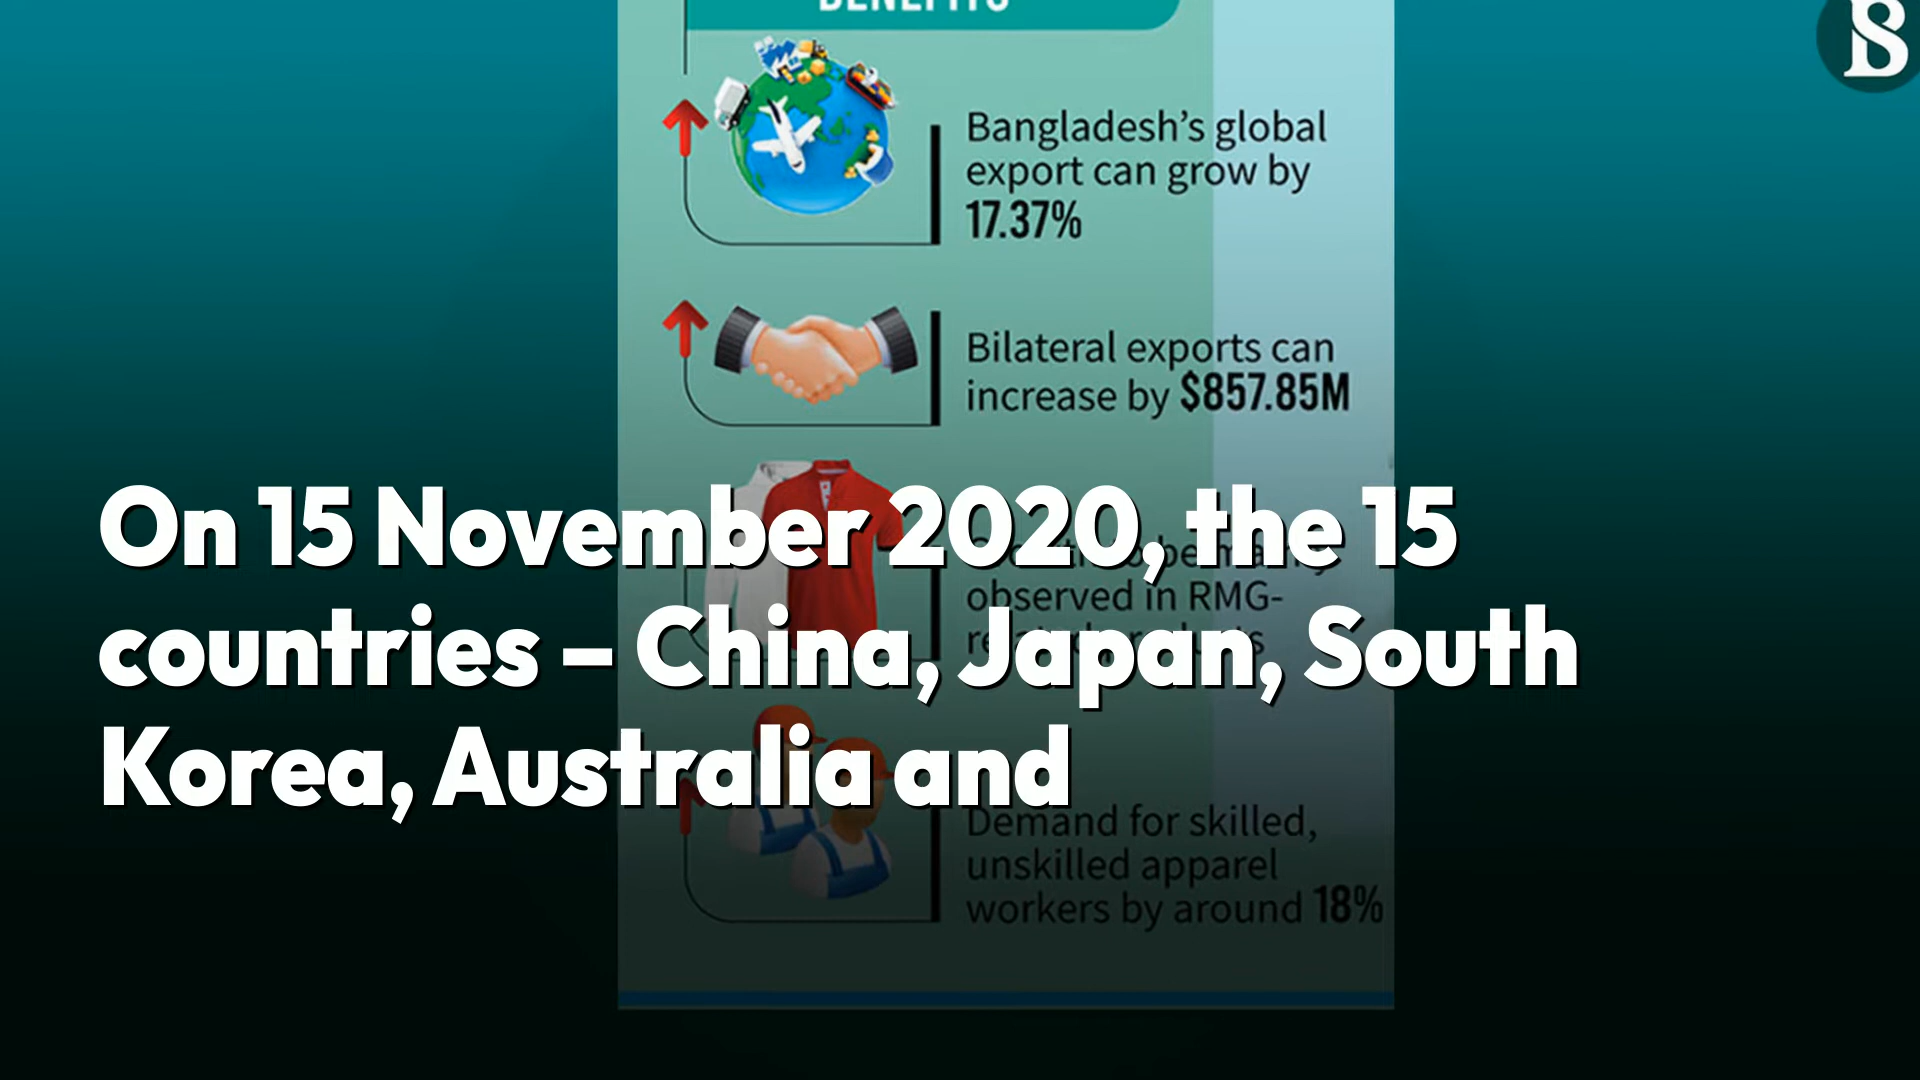 BENEFITS
Bangladesh's global
export can grow by
17.37%
Bilateral exports can
increase by $857.85M
observed in RMG-
On 15 November 2020, the 15
countries – China, Japan, South
Korea, Australia and
Demand for skilled,
unskilled apparel
workers by around 18%